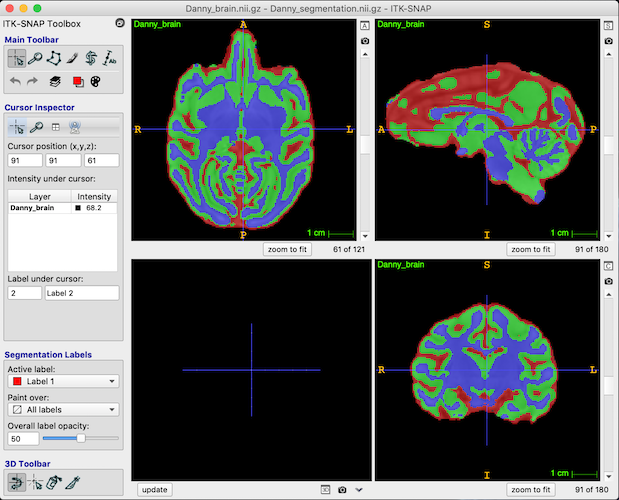 Danny_brain.nii.gz - Danny_segmentation.nii.gz - ITK-SNAP
ITK-SNAP Toolbox
Main Toolbar
Cursor Inspector
Cursor position (x,y,z):
91 91 61
Intensity under cursor:
Layer Intensity
Danny_brain 68.2
Label under cursor:
2 Label 2
Segmentation Labels
Active label:
Label 1
Paint over:
All labels
Overall label opacity:
50
3D Toolbar
Danny_brain
A
R
L
P
1 cm
A
zoom to fit
61 of 121
Danny_brain
S
A
P
I
1 cm
S
zoom to fit
91 of 180
update
3D
Danny_brain
S
R
L
I
1 cm
C
zoom to fit
91 of 180